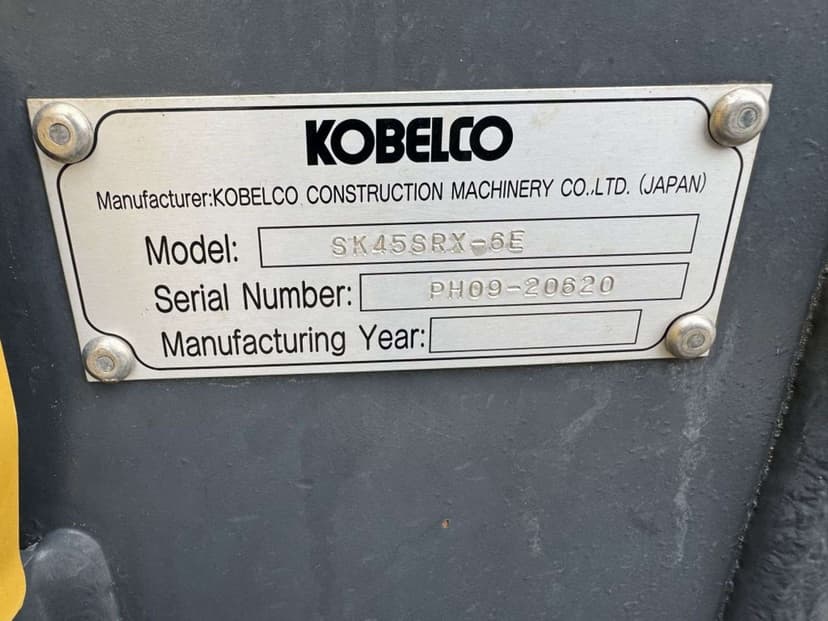 KOBELCO
Manufacturer:KOBELCO CONSTRUCTION MACHINERY CO.,LTD. (JAPAN)
Model: SK45SRX-6E
Serial Number: PH09-20620
Manufacturing Year: